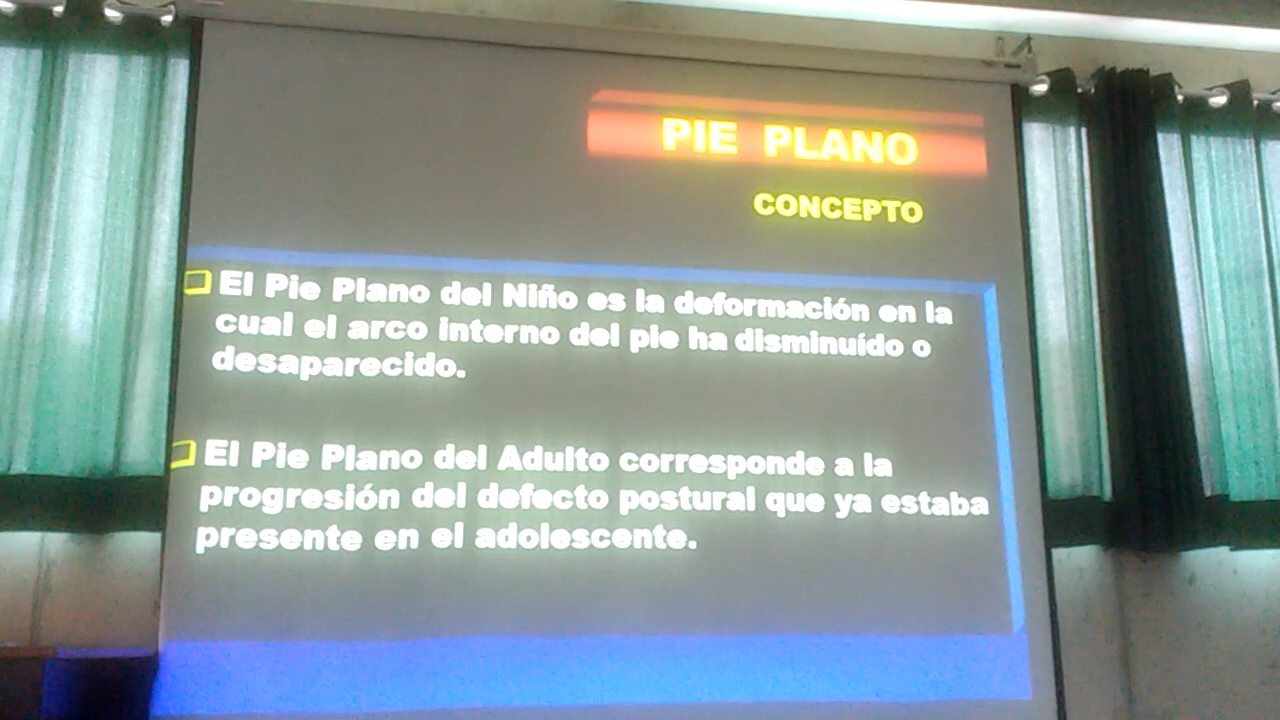 PIE PLANO
CONCEPTO
El Pie Plano del Niño es la deformación en la
cual el arco interno del pie ha disminuído o
desaparecido.
El Pie Plano del Adulto corresponde a la
progresión del defecto postural que ya estaba
presente en el adolescente.